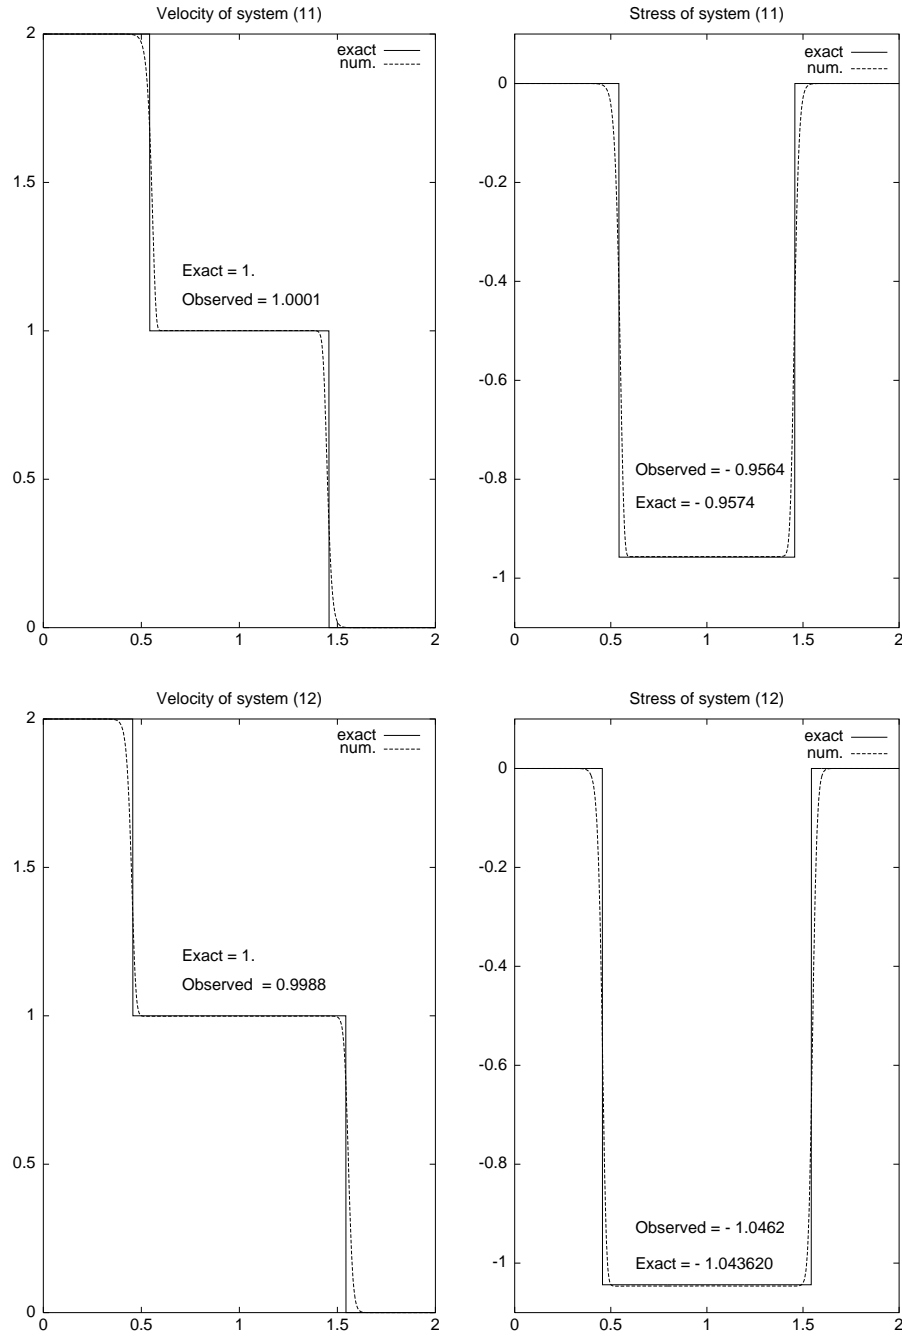 Velocity of system (11)
exact
num.
2
1.5
1
0.5
0
Exact = 1.
Observed = 1.0001
0
0.5
1
1.5
2
Stress of system (11)
exact
num.
0
-0.2
-0.4
-0.6
-0.8
-1
Observed = - 0.9564
Exact = - 0.9574
0
0.5
1
1.5
2
Velocity of system (12)
exact
num.
2
1.5
1
0.5
0
Exact = 1.
Observed = 0.9988
0
0.5
1
1.5
2
Stress of system (12)
exact
num.
0
-0.2
-0.4
-0.6
-0.8
-1
Observed = - 1.0462
Exact = - 1.043620
0
0.5
1
1.5
2